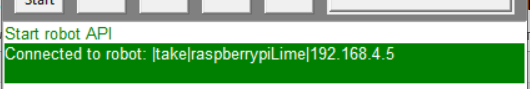 Start
Start robot API
Connected to robot: |take|raspberrypiLime|192.168.4.5